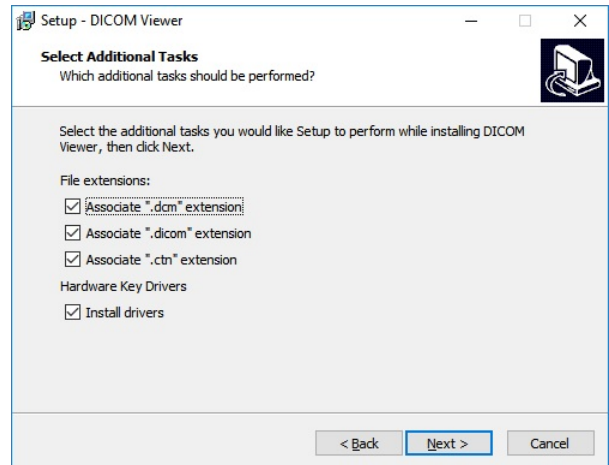 Setup - DICOM Viewer
Select Additional Tasks
Which additional tasks should be performed?
Select the additional tasks you would like Setup to perform while installing DICOM
Viewer, then click Next.
File extensions:
Associate ".dcm" extension
Associate ".dicom" extension
Associate ".ctn" extension
Hardware Key Drivers
Install drivers
< Back
Next >
Cancel